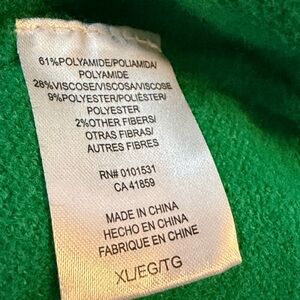 61%POLYAMIDE/POLIAMIDA/
POLYAMIDE
28%VISCOSE/VISCOSA/VISCOSE
9%POLYESTER/POLIÉSTER/
POLYESTER
2%OTHER FIBERS/
OTRAS FIBRAS/
AUTRES FIBRES
RN# 0101531
CA 41859
MADE IN CHINA
HECHO EN CHINA
FABRIQUE EN CHINE
XL/EG/TG